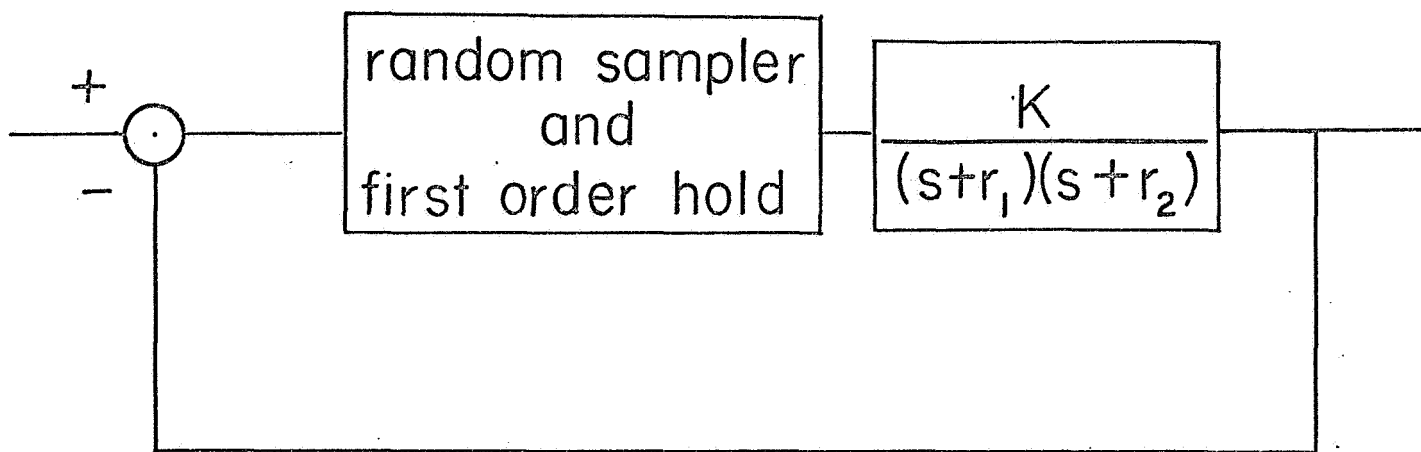 +
−
random sampler
and
first order hold
K
(s+r₁)(s+r₂)